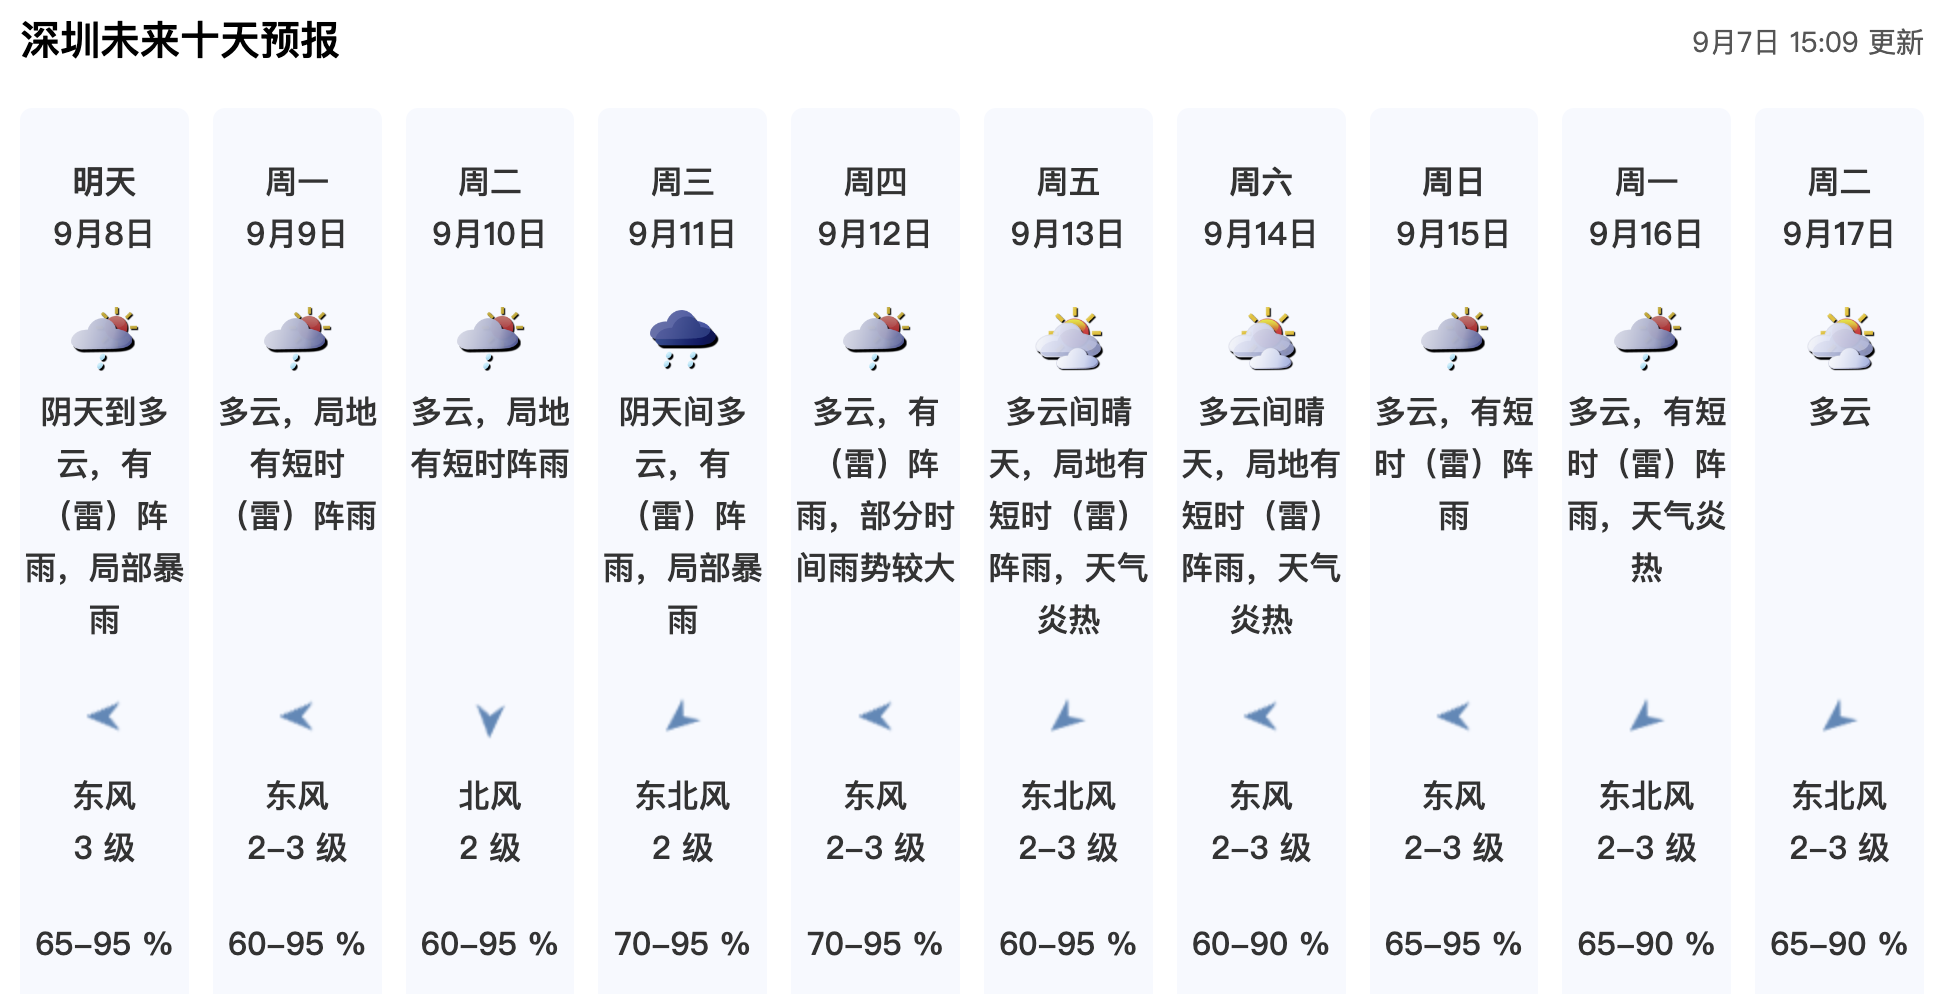 深圳未来十天预报
9月7日 15:09 更新
明天
9月8日
阴天到多
云，有
（雷）阵
雨，局部暴
雨
东风
3 级
65-95 %
周一
9月9日
多云，局地
有短时
（雷）阵雨
东风
2-3 级
60-95 %
周二
9月10日
多云，局地
有短时阵雨
北风
2 级
60-95 %
周三
9月11日
阴天间多
云，有
（雷）阵
雨，局部暴
雨
东北风
2 级
70-95 %
周四
9月12日
多云，有
（雷）阵
雨，部分时
间雨势较大
东风
2-3 级
70-95 %
周五
9月13日
多云间晴
天，局地有
短时（雷）
阵雨，天气
炎热
东北风
2-3 级
60-95 %
周六
9月14日
多云间晴
天，局地有
短时（雷）
阵雨，天气
炎热
东风
2-3 级
60-90 %
周日
9月15日
多云，有短
时（雷）阵
雨
东风
2-3 级
65-95 %
周一
9月16日
多云，有短
时（雷）阵
雨，天气炎
热
东北风
2-3 级
65-90 %
周二
9月17日
多云
东北风
2-3 级
65-90 %